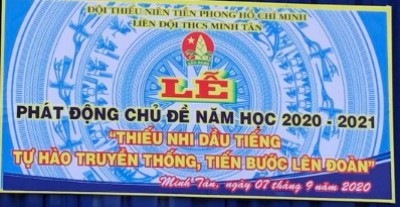 ĐỘI THIẾU NIÊN TIỀN PHONG HỒ CHÍ MINH
LIÊN ĐỘI THCS MINH TÂN
LỄ
PHÁT ĐỘNG CHỦ ĐỀ NĂM HỌC 2020 - 2021
"THIẾU NHI DẦU TIẾNG
TỰ HÀO TRUYỀN THỐNG, TIẾN BƯỚC LÊN ĐOÀN"
Minh Tân, ngày 07 tháng 9 năm 2020